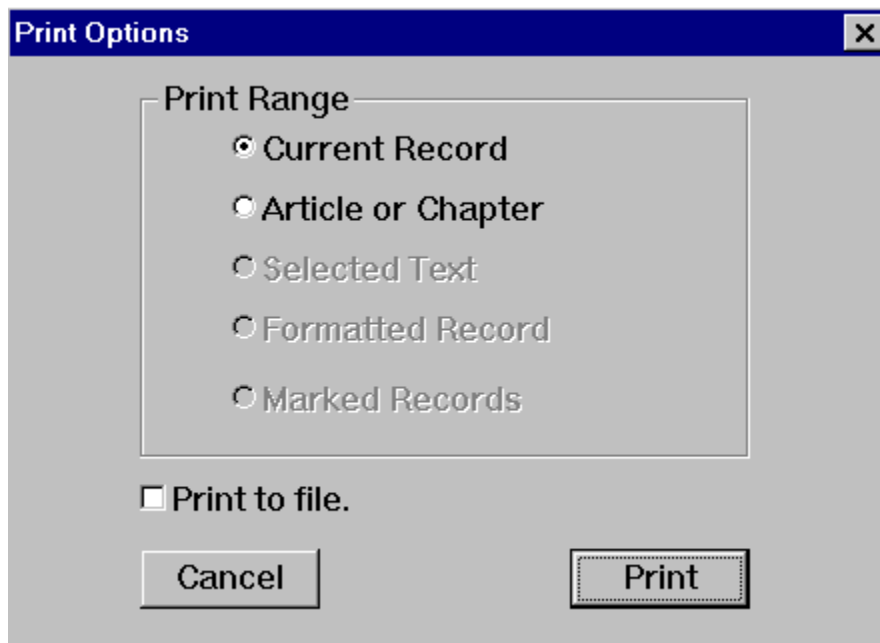 Print Options
Print Range
Current Record
Article or Chapter
Selected Text
Formatted Record
Marked Records
Print to file.
Cancel Print